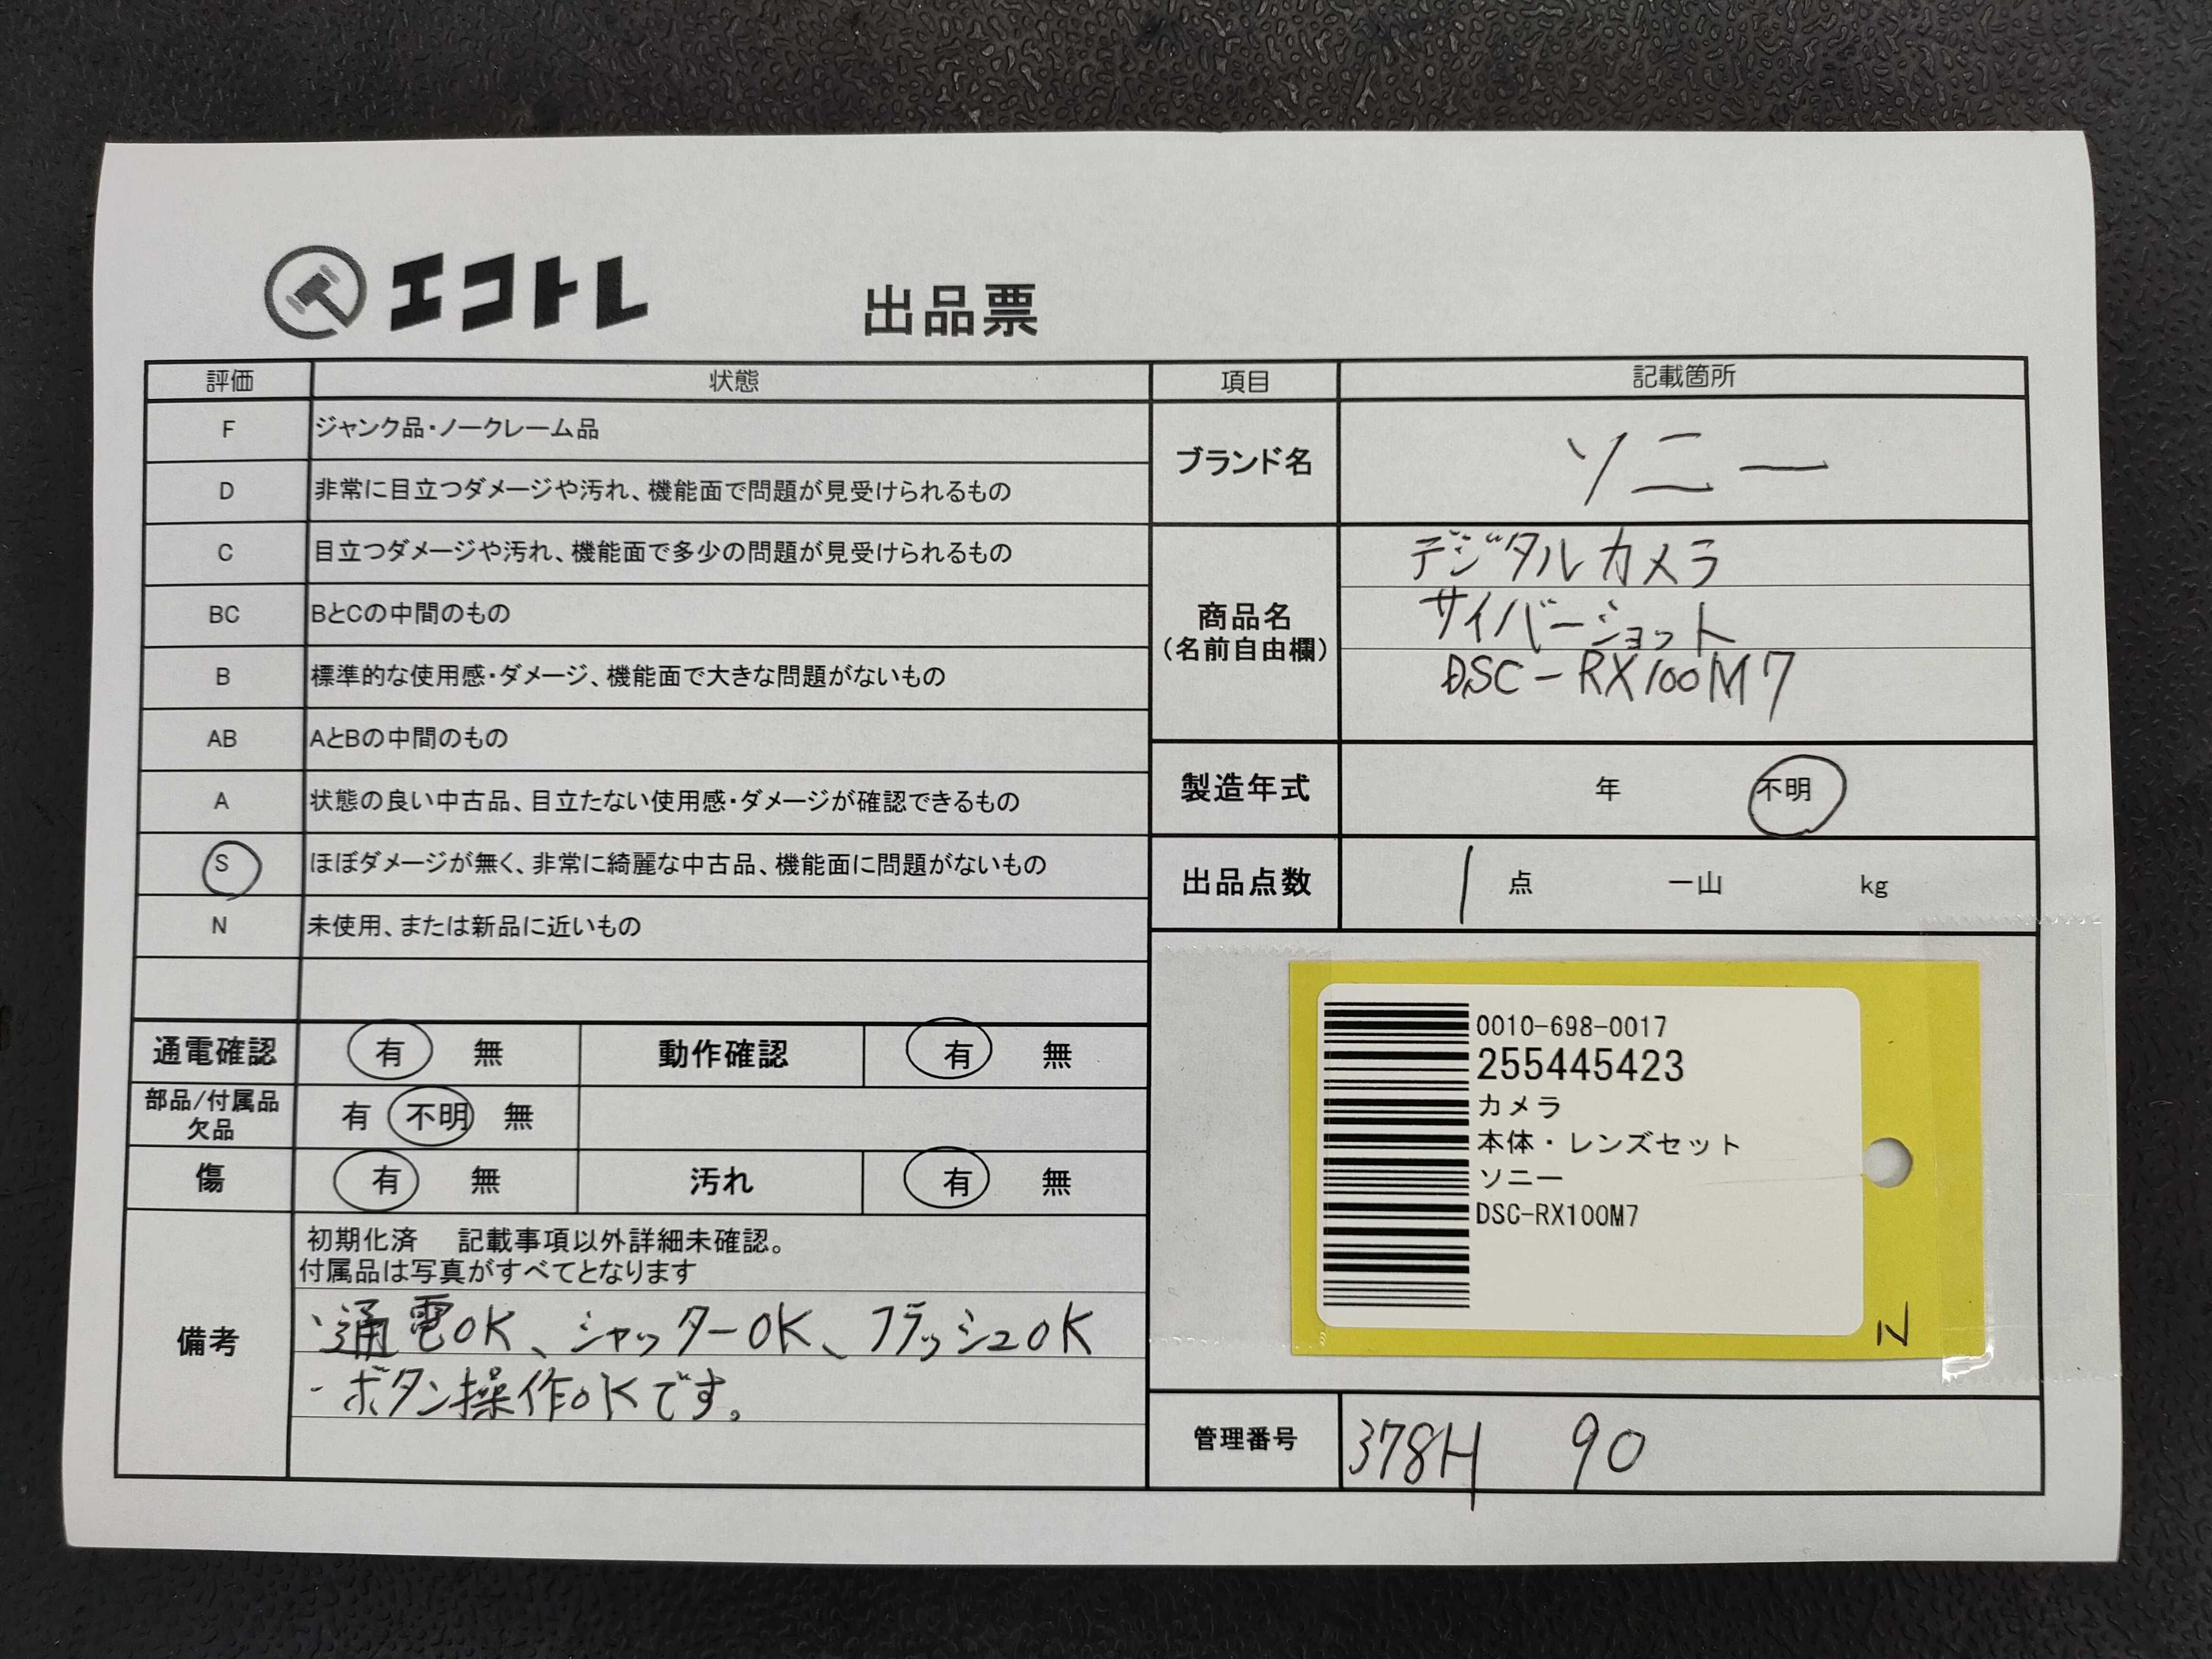 エコトレ
出品票
評価 状態
F ジャンク品・ノークレーム品
D 非常に目立つダメージや汚れ、機能面で問題が見受けられるもの
C 目立つダメージや汚れ、機能面で多少の問題が見受けられるもの
BC BとCの中間のもの
B 標準的な使用感・ダメージ、機能面で大きな問題がないもの
AB AとBの中間のもの
A 状態の良い中古品、目立たない使用感・ダメージが確認できるもの
S ほぼダメージが無く、非常に綺麗な中古品、機能面に問題がないもの
N 未使用、または新品に近いもの
通電確認 有 無 動作確認 有 無
部品/付属品
欠品
有 不明 無
傷 有 無 汚れ 有 無
備考
初期化済 記載事項以外詳細未確認。
付属品は写真がすべてとなります
・通電OK、シャッターOK、フラッシュOK
・ボタン操作OKです。
項目 記載箇所
ブランド名 ソニー
商品名
(名前自由欄)
デジタルカメラ
サイバーショット
DSC-RX100M7
製造年式 年 不明
出品点数 1 点 一山 kg
0010-698-0017
255445423
カメラ
本体・レンズセット
ソニー
DSC-RX100M7
N
管理番号 378H 90